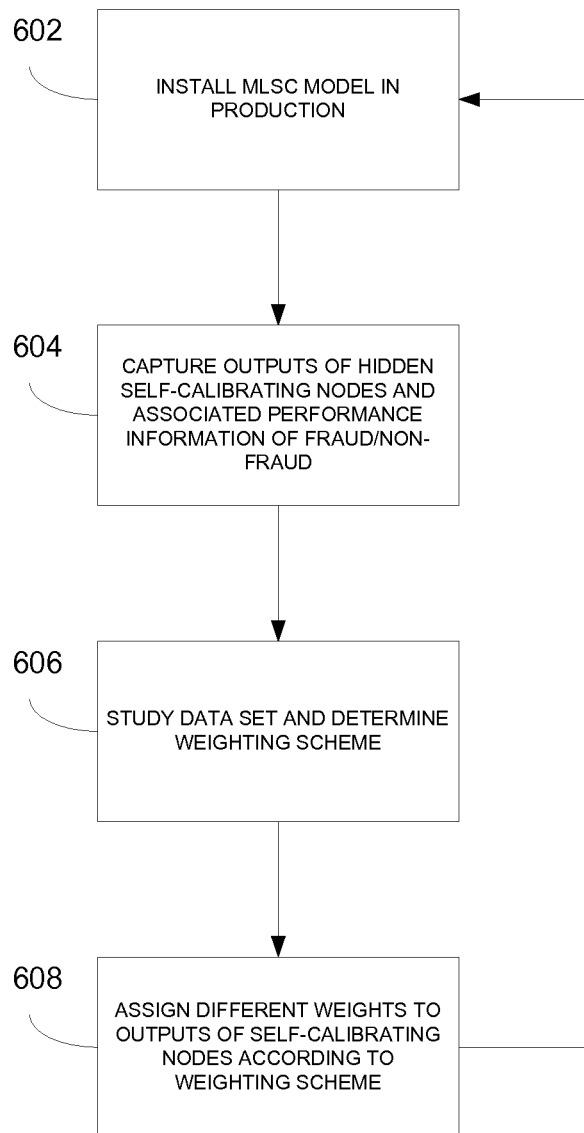 602
INSTALL MLSC MODEL IN
PRODUCTION
604
CAPTURE OUTPUTS OF HIDDEN
SELF-CALIBRATING NODES AND
ASSOCIATED PERFORMANCE
INFORMATION OF FRAUD/NON-
FRAUD
606
STUDY DATA SET AND DETERMINE
WEIGHTING SCHEME
608
ASSIGN DIFFERENT WEIGHTS TO
OUTPUTS OF SELF-CALIBRATING
NODES ACCORDING TO
WEIGHTING SCHEME